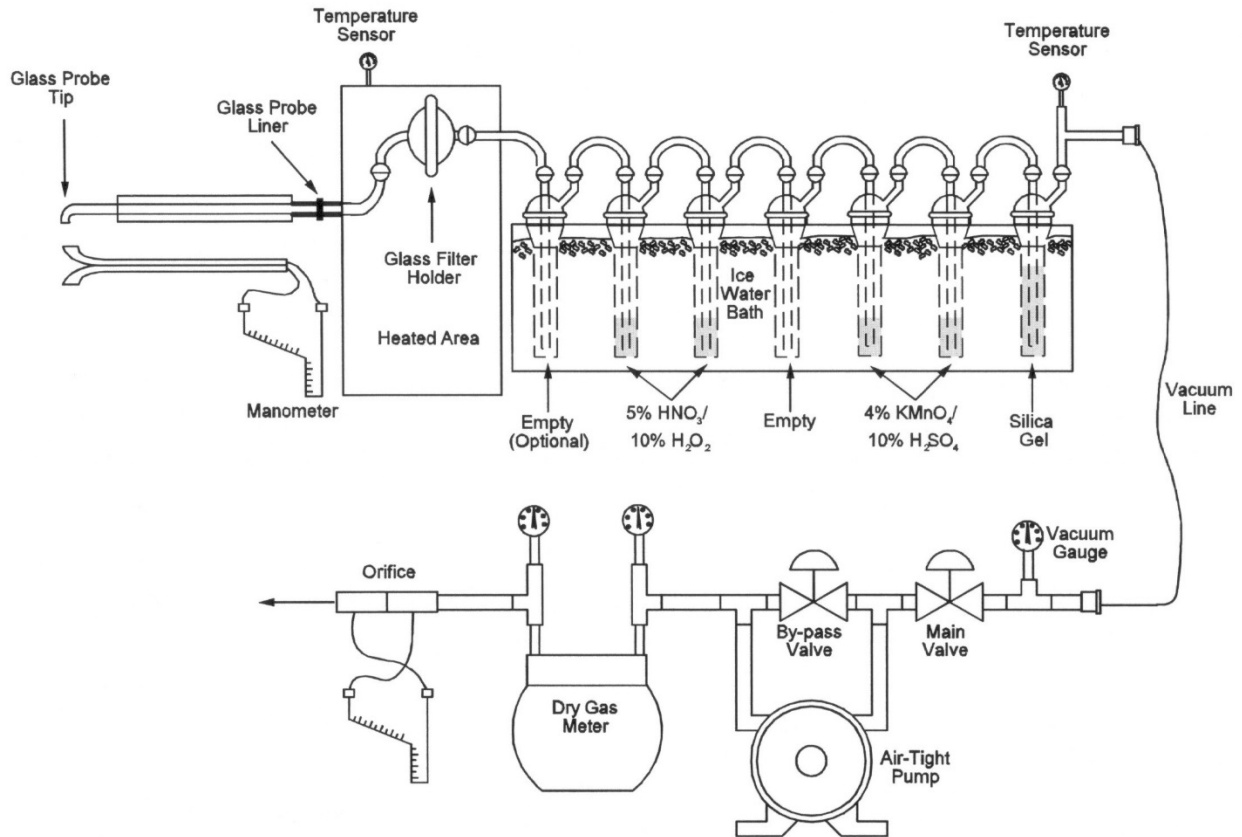 Temperature
Sensor
Temperature
Sensor
Glass Probe
Tip
Glass Probe
Liner
Glass Filter
Holder
Heated Area
Ice
Water
Bath
Manometer
Empty
(Optional)
5% HNO₃/
10% H₂O₂
Empty
4% KMnO₄/
10% H₂SO₄
Silica
Gel
Vacuum
Line
Vacuum
Gauge
Orifice
By-pass
Valve
Main
Valve
Dry Gas
Meter
Air-Tight
Pump